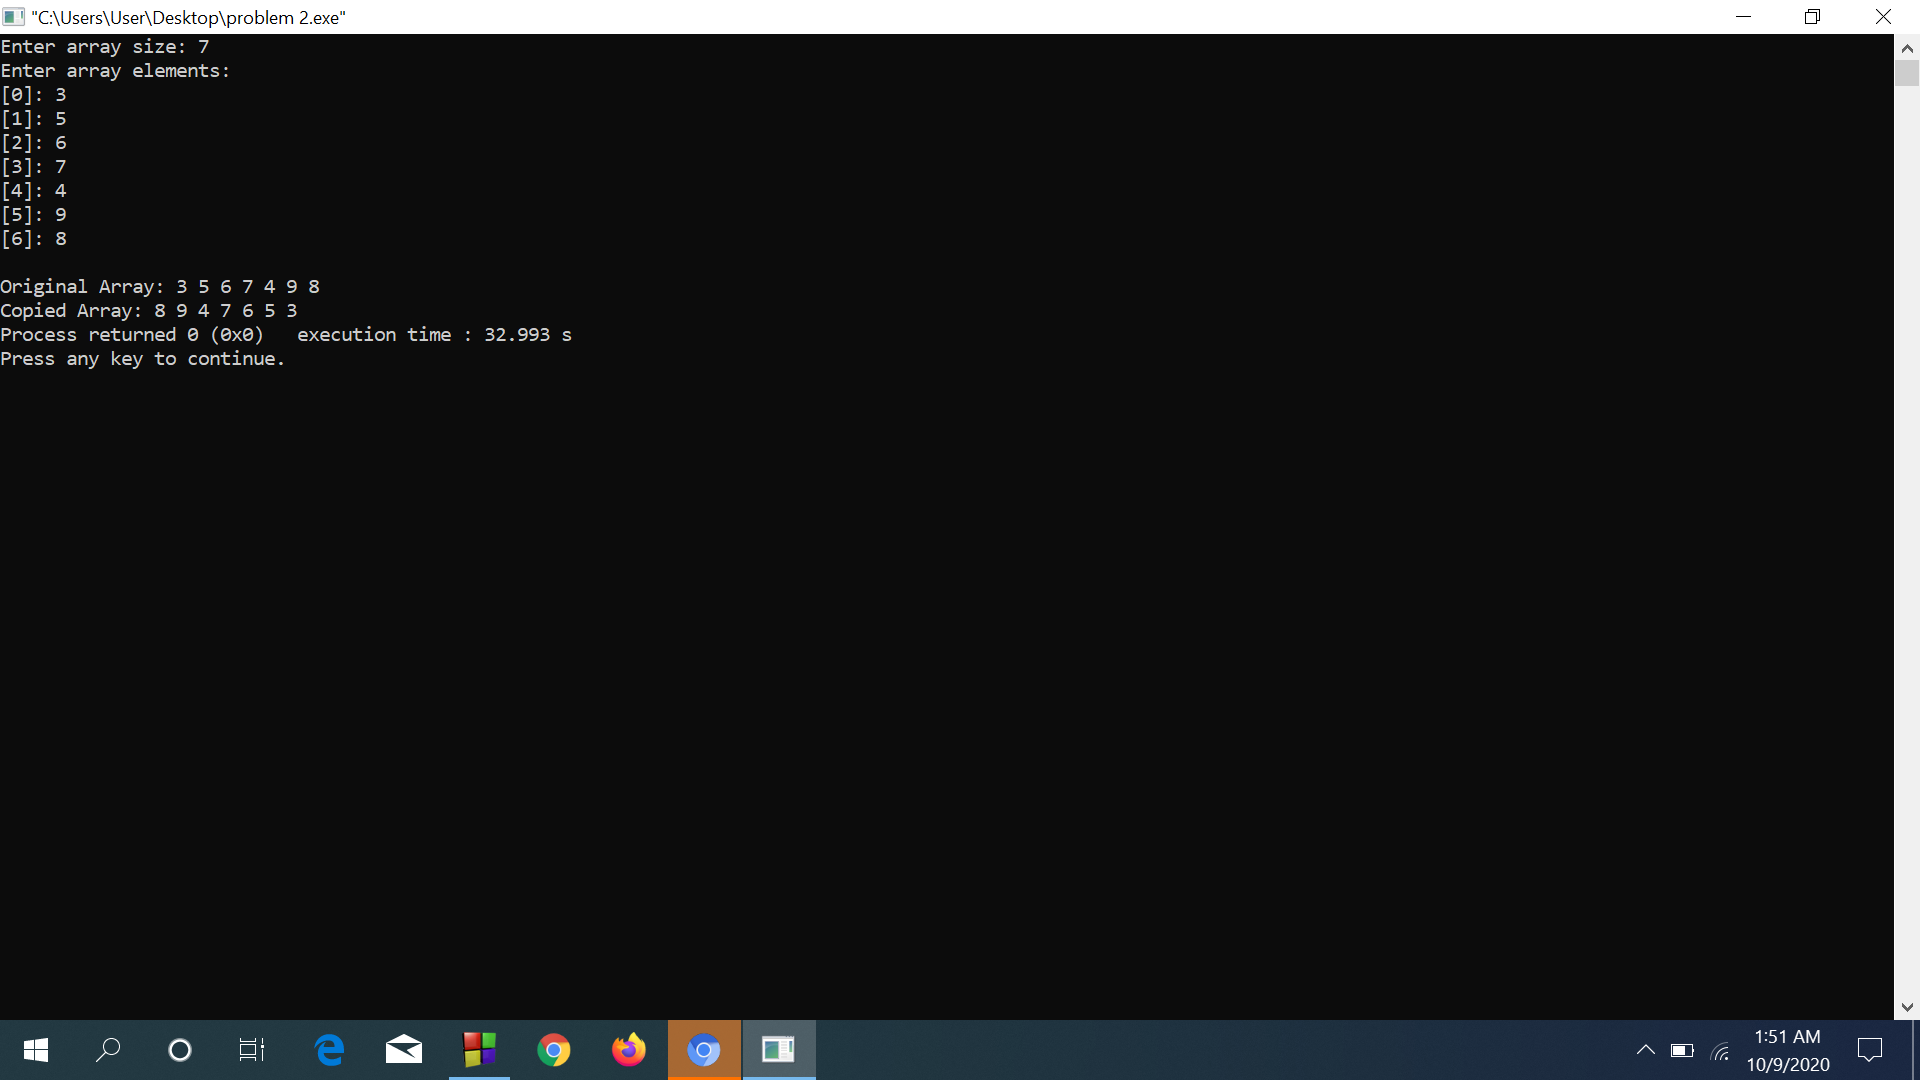 "C:\Users\User\Desktop\problem 2.exe"
Enter array size: 7
Enter array elements:
[0]: 3
[1]: 5
[2]: 6
[3]: 7
[4]: 4
[5]: 9
[6]: 8
Original Array: 3 5 6 7 4 9 8
Copied Array: 8 9 4 7 6 5 3
Process returned 0 (0x0)   execution time : 32.993 s
Press any key to continue.
1:51 AM
10/9/2020